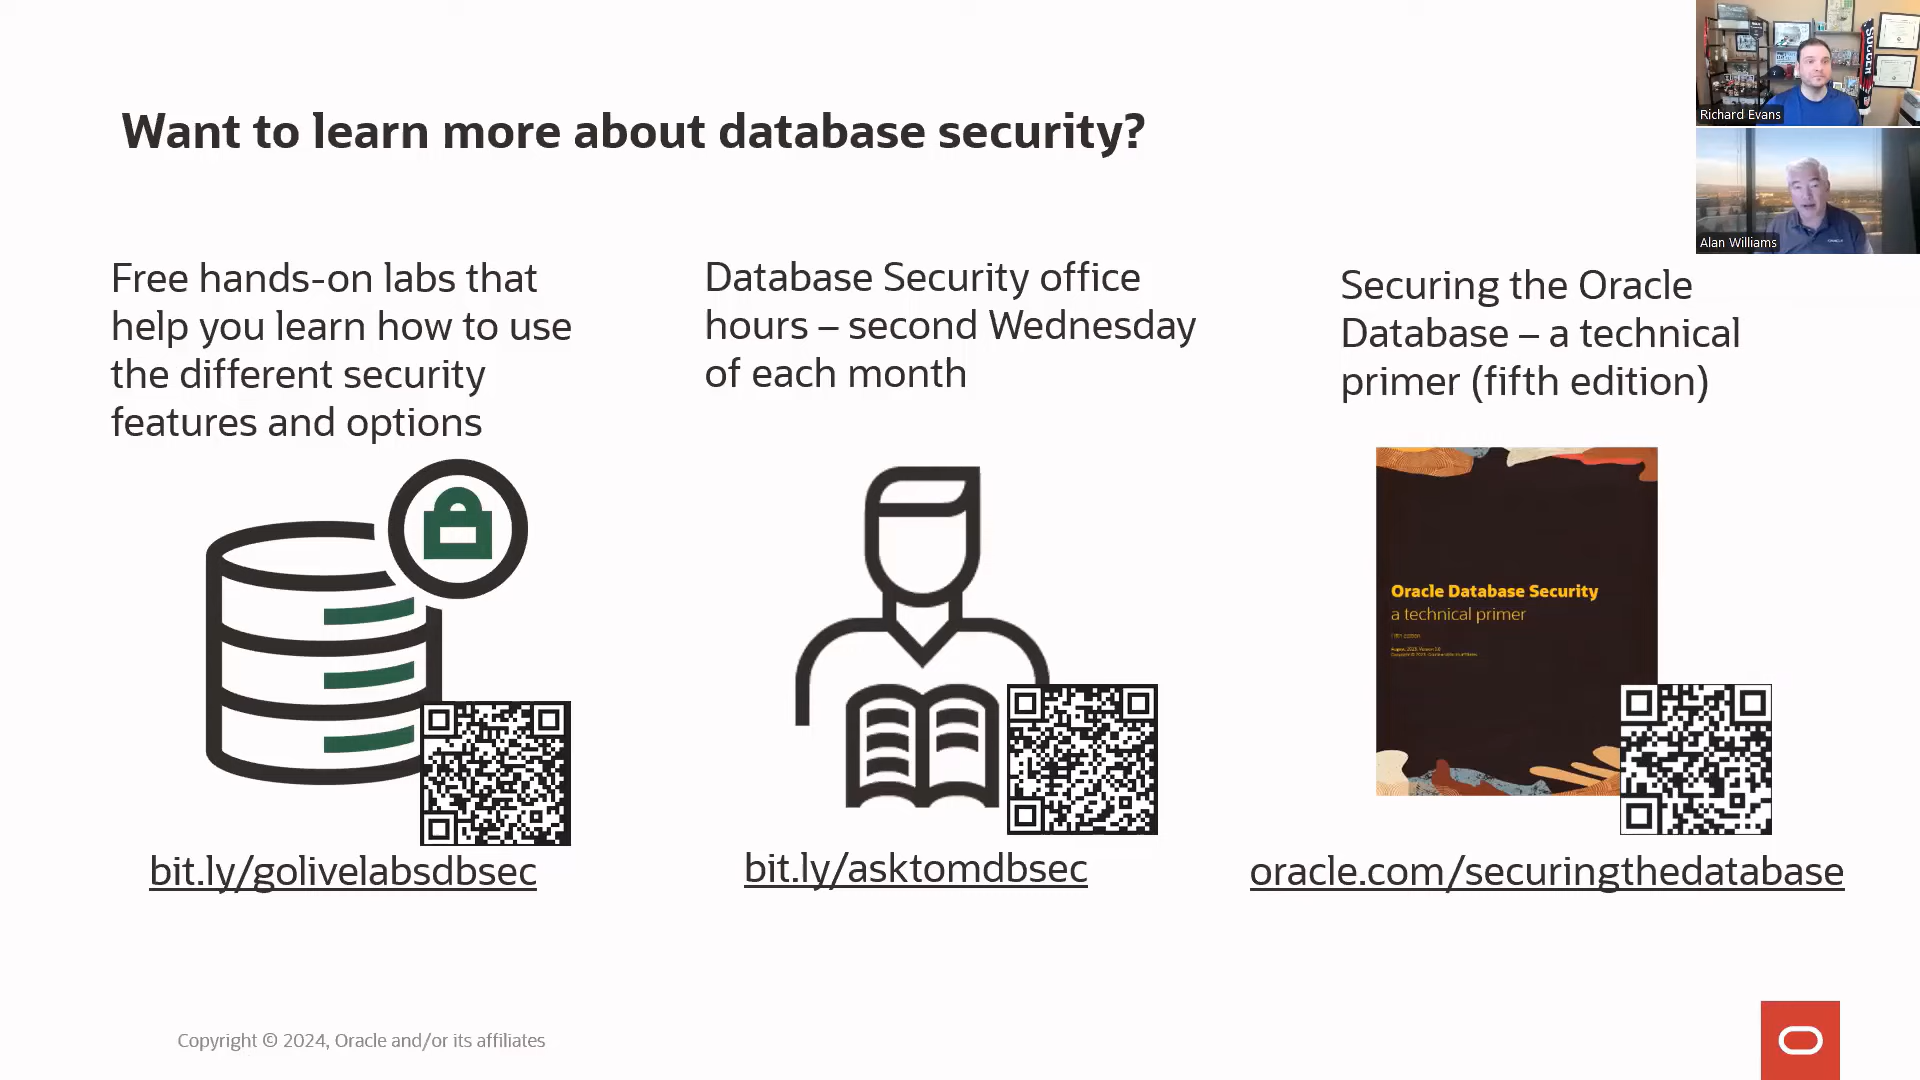 Want to learn more about database security?
Free hands-on labs that
help you learn how to use
the different security
features and options
bit.ly/golivelabsdbsec
Database Security office
hours – second Wednesday
of each month
bit.ly/asktomdbsec
Securing the Oracle
Database – a technical
primer (fifth edition)
Oracle Database Security
a technical primer
Fifth Edition
oracle.com/securingthedatabase
SOCCER
Richard Evans
Alan Williams
Copyright © 2024, Oracle and/or its affiliates